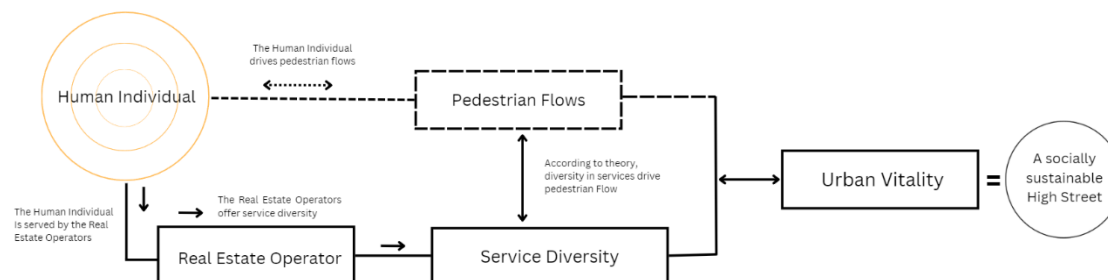 The Human Individual
drives pedestrian flows
Human Individual
Pedestrian Flows
According to theory,
diversity in services drive
pedestrian Flow
Urban Vitality
=
A socially
sustainable
High Street
The Human Individual
Is served by the Real
Estate Operators
The Real Estate Operators
offer service diversity
Real Estate Operator
Service Diversity